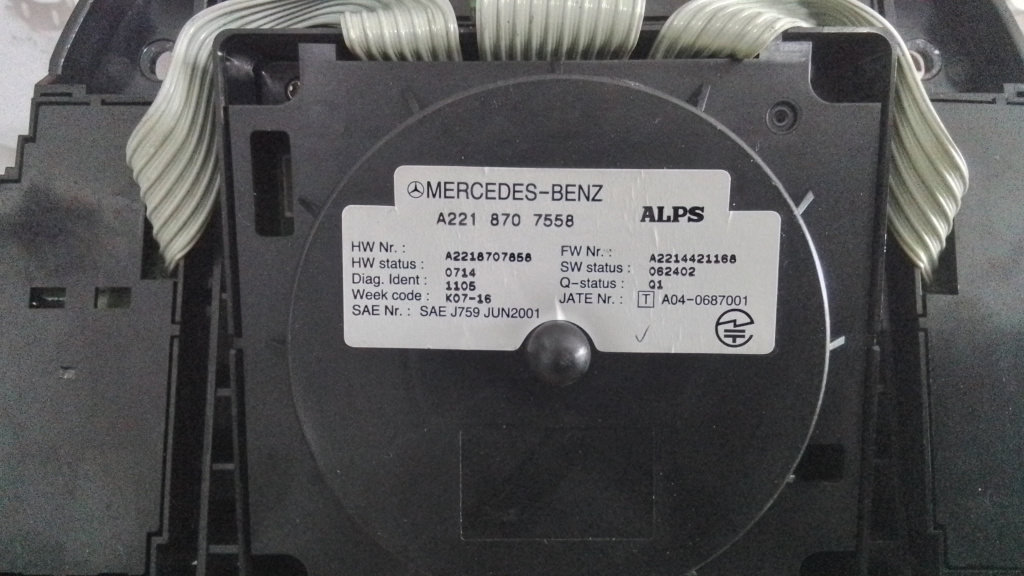 MERCEDES-BENZ
A221 870 7558
ALPS
HW Nr. : A2218707858
HW status : 0714
Diag. Ident : 1105
Week code : K07-16
SAE Nr. : SAE J759 JUN2001
FW Nr. : A2214421168
SW status : 062402
Q-status : Q1
JATE Nr. : T A04-0687001